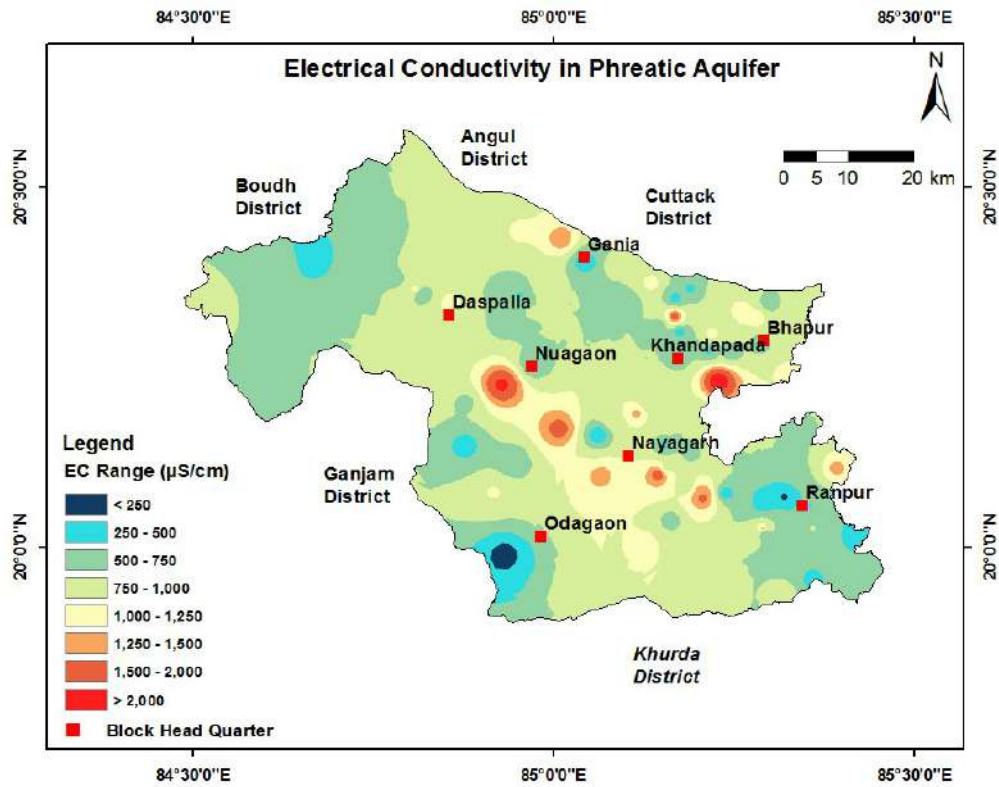 84°30'0"E 85°0'0"E 85°30'0"E
Electrical Conductivity in Phreatic Aquifer
N
Angul
District
Boudh
District
Cuttack
District
0 5 10 20 km
20°30'0"N 20°30'0"N
Gania
Daspalla
Bhapur
Khandapada
Nuagaon
Nayagarh
Ganjam
District
Ranpur
Odagaon
20°0'0"N 20°0'0"N
Khurda
District
Legend
EC Range (µS/cm)
< 250
250 - 500
500 - 750
750 - 1,000
1,000 - 1,250
1,250 - 1,500
1,500 - 2,000
> 2,000
Block Head Quarter
84°30'0"E 85°0'0"E 85°30'0"E